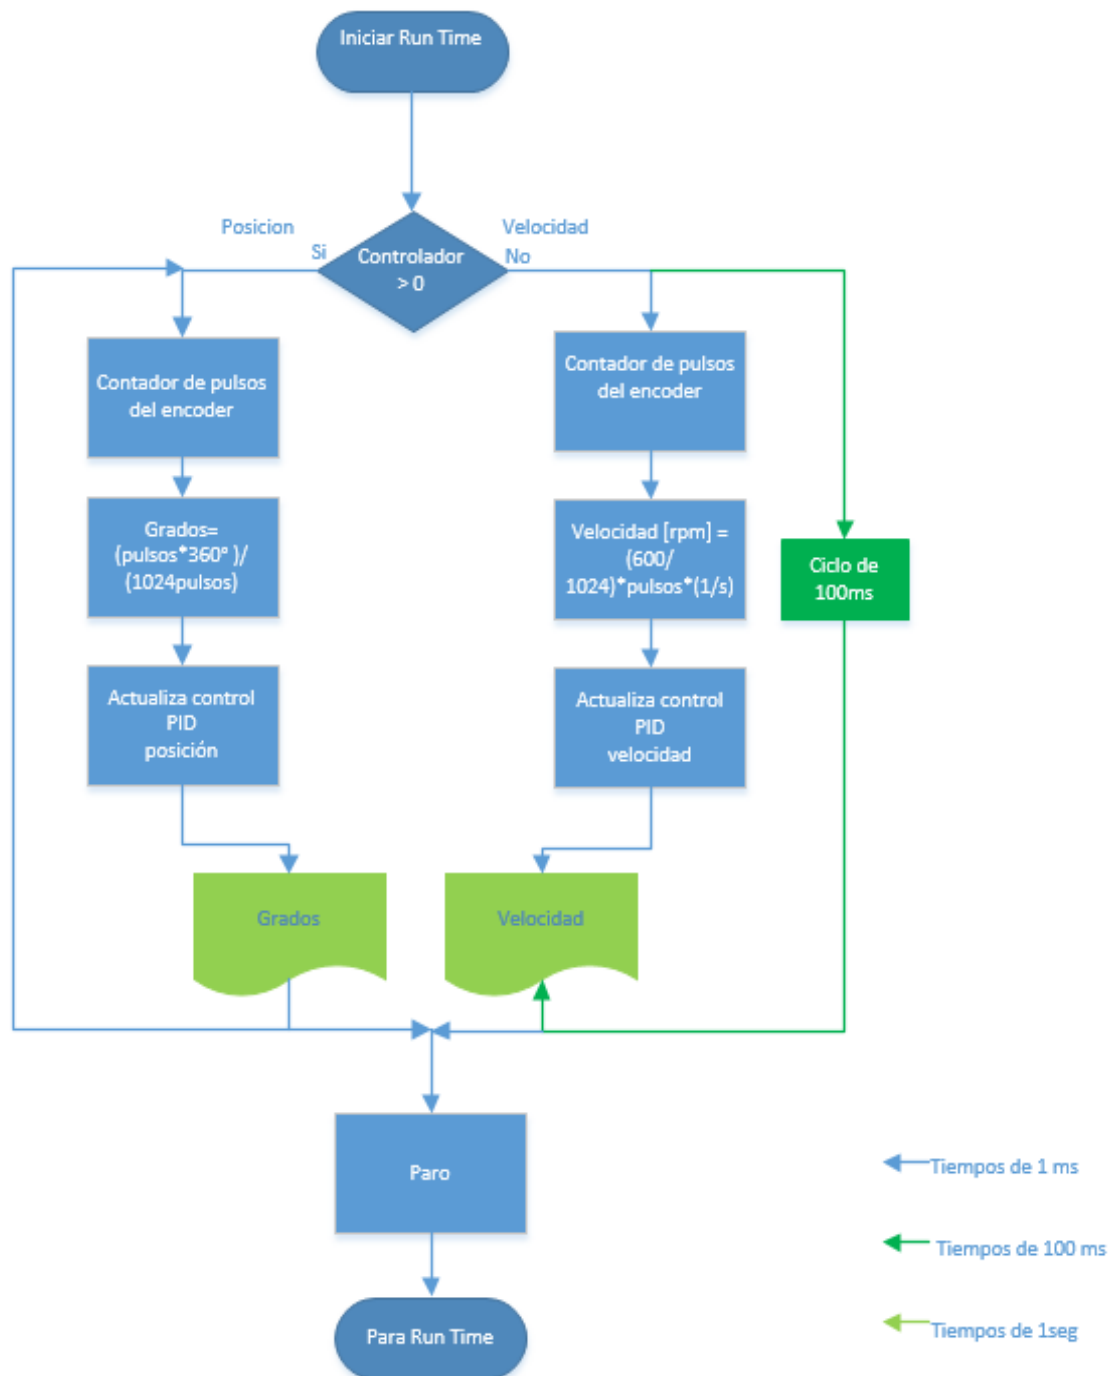 Iniciar Run Time
Posicion
Velocidad
Si
Controlador
> 0
No
Contador de pulsos
del encoder
Contador de pulsos
del encoder
Grados=
(pulsos*360° )/
(1024pulsos)
Velocidad [rpm] =
(600/
1024)*pulsos*(1/s)
Ciclo de
100ms
Actualiza control
PID
posición
Actualiza control
PID
velocidad
Grados
Velocidad
Paro
Para Run Time
Tiempos de 1 ms
Tiempos de 100 ms
Tiempos de 1seg